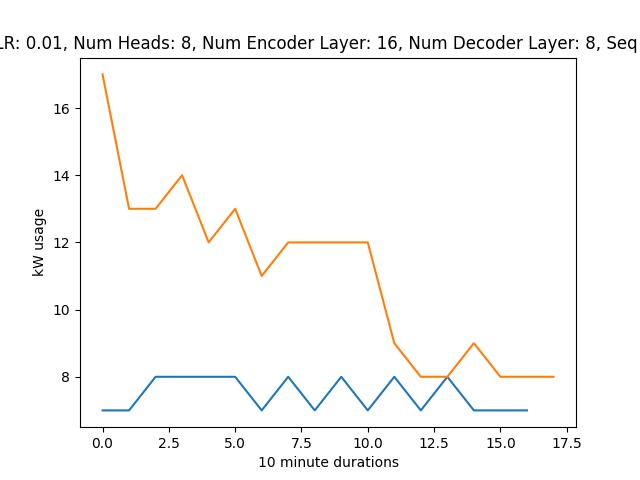 LR: 0.01, Num Heads: 8, Num Encoder Layer: 16, Num Decoder Layer: 8, Seq
16
14
12
10
8
kW usage
0.0 2.5 5.0 7.5 10.0 12.5 15.0 17.5
10 minute durations